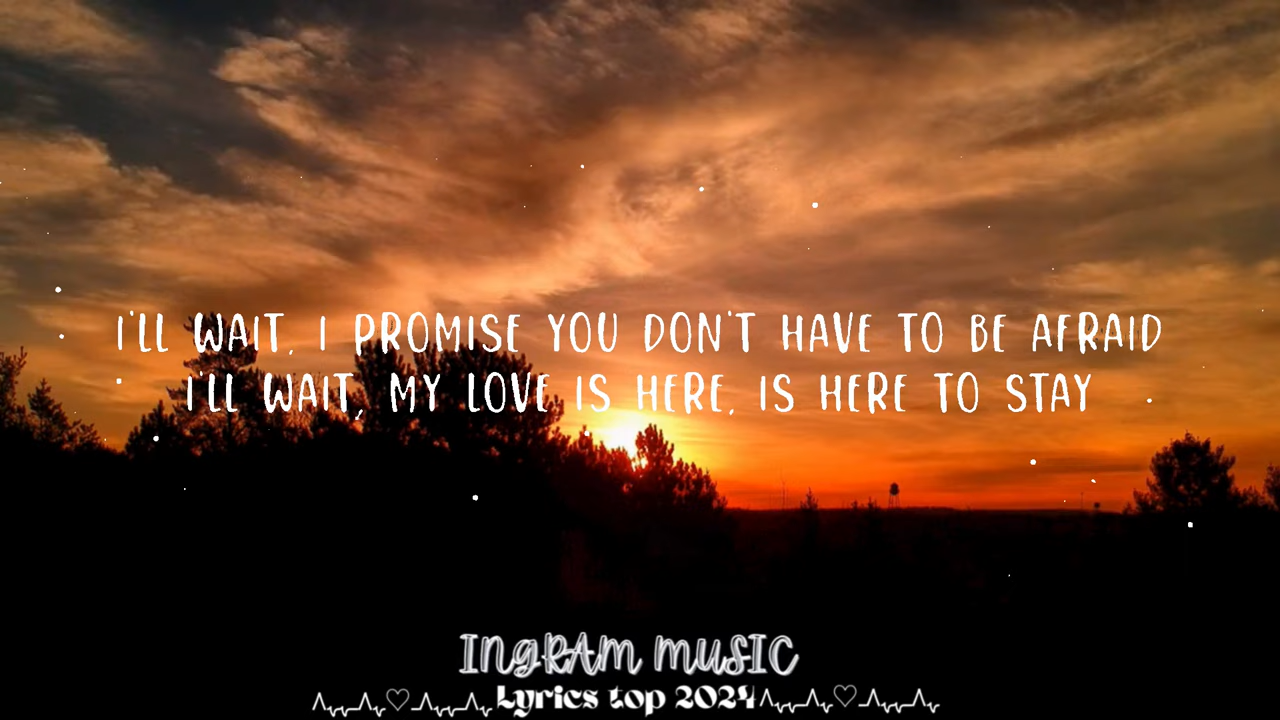 I'LL WAIT, I PROMISE YOU DON'T HAVE TO BE AFRAID
I'LL WAIT, MY LOVE IS HERE, IS HERE TO STAY
INGRAM MUSIC
Lyrics top 2024